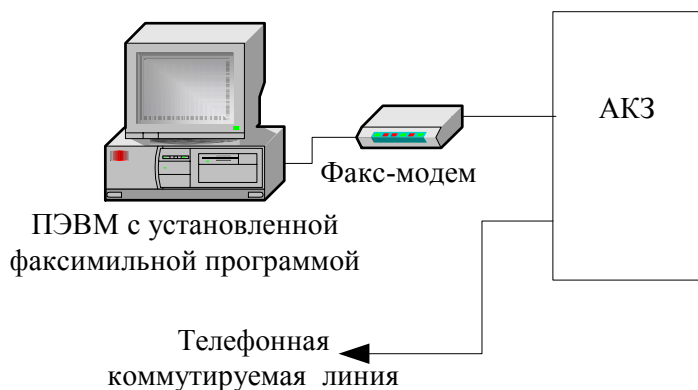 АКЗ
Факс-модем
ПЭВМ с установленной
факсимильной программой
Телефонная
коммутируемая линия